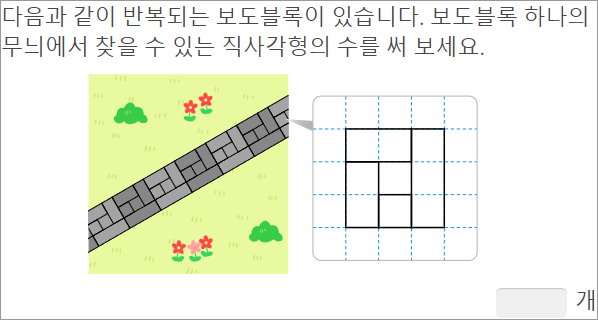 다음과 같이 반복되는 보도블록이 있습니다. 보도블록 하나의
무늬에서 찾을 수 있는 직사각형의 수를 써 보세요.
개